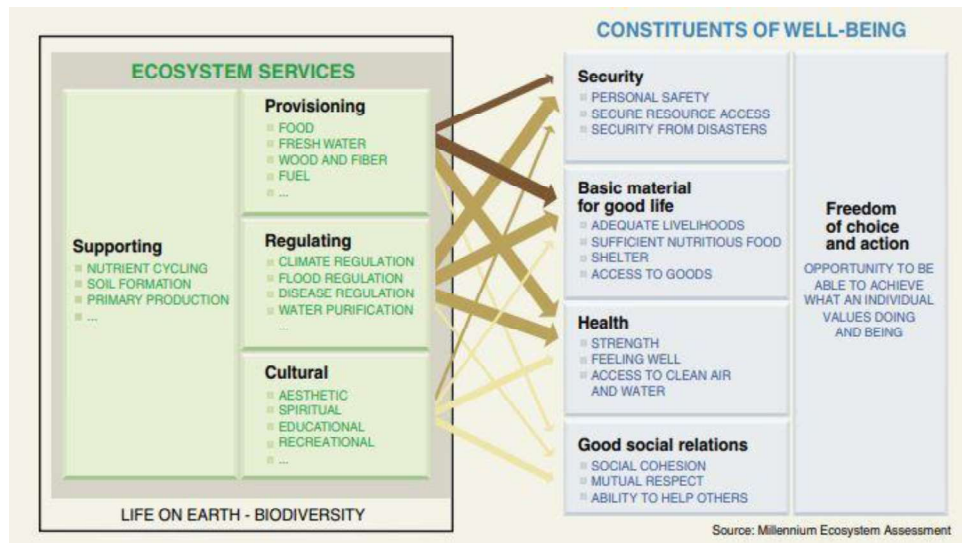 CONSTITUENTS OF WELL-BEING
ECOSYSTEM SERVICES
Supporting
NUTRIENT CYCLING
SOIL FORMATION
PRIMARY PRODUCTION
...
Provisioning
FOOD
FRESH WATER
WOOD AND FIBER
FUEL
...
Regulating
CLIMATE REGULATION
FLOOD REGULATION
DISEASE REGULATION
WATER PURIFICATION
...
Cultural
AESTHETIC
SPIRITUAL
EDUCATIONAL
RECREATIONAL
...
LIFE ON EARTH - BIODIVERSITY
Security
PERSONAL SAFETY
SECURE RESOURCE ACCESS
SECURITY FROM DISASTERS
Basic material
for good life
ADEQUATE LIVELIHOODS
SUFFICIENT NUTRITIOUS FOOD
SHELTER
ACCESS TO GOODS
Health
STRENGTH
FEELING WELL
ACCESS TO CLEAN AIR
AND WATER
Good social relations
SOCIAL COHESION
MUTUAL RESPECT
ABILITY TO HELP OTHERS
Freedom
of choice
and action
OPPORTUNITY TO BE
ABLE TO ACHIEVE
WHAT AN INDIVIDUAL
VALUES DOING
AND BEING
Source: Millennium Ecosystem Assessment